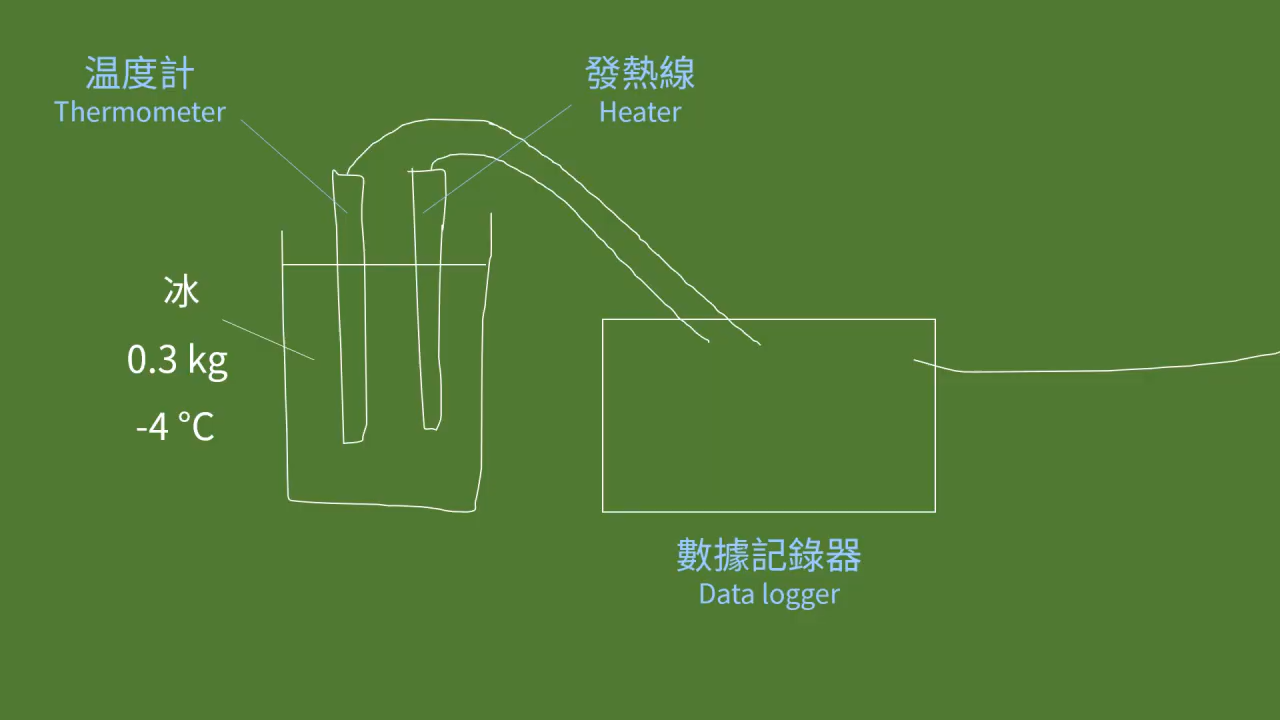 温度計
Thermometer
發熱線
Heater
冰
0.3 kg
-4 °C
數據記錄器
Data logger